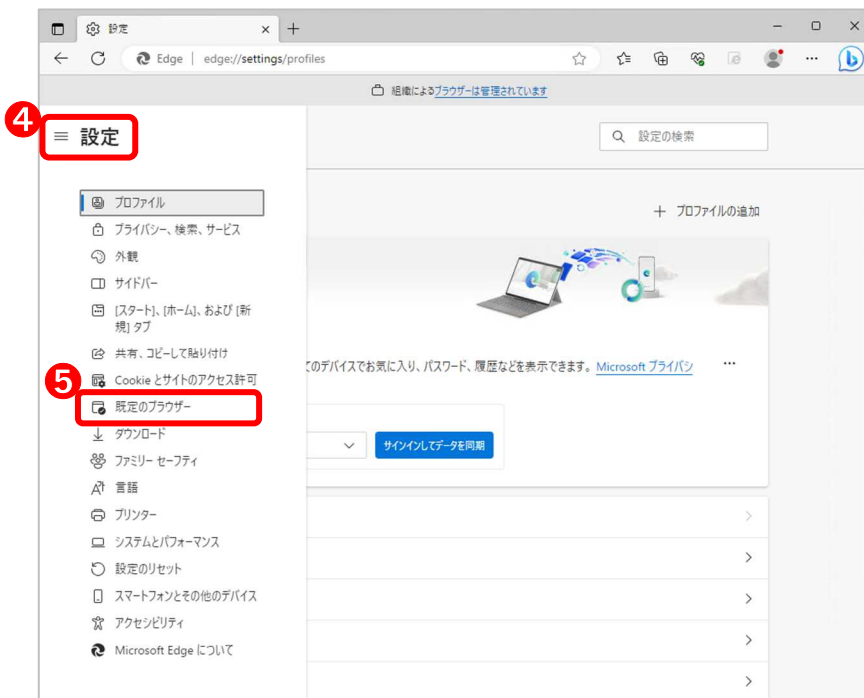 設定
Edge | edge://settings/profiles
組織によるブラウザーは管理されています
4
設定
設定の検索
プロファイル
プロファイルの追加
プライバシー、検索、サービス
外観
サイドバー
[スタート]、[ホーム]、および [新
規] タブ
共有、コピーして貼り付け
てのデバイスでお気に入り、パスワード、履歴などを表示できます。 Microsoft プライバシ
5
Cookie とサイトのアクセス許可
既定のブラウザー
ダウンロード
サインインしてデータを同期
ファミリー セーフティ
言語
プリンター
システムとパフォーマンス
設定のリセット
スマートフォンとその他のデバイス
アクセシビリティ
Microsoft Edge について